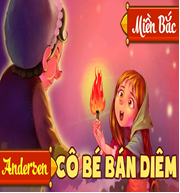 Miền Bắc
Andersen
CÔ BÉ BÁN DIÊM